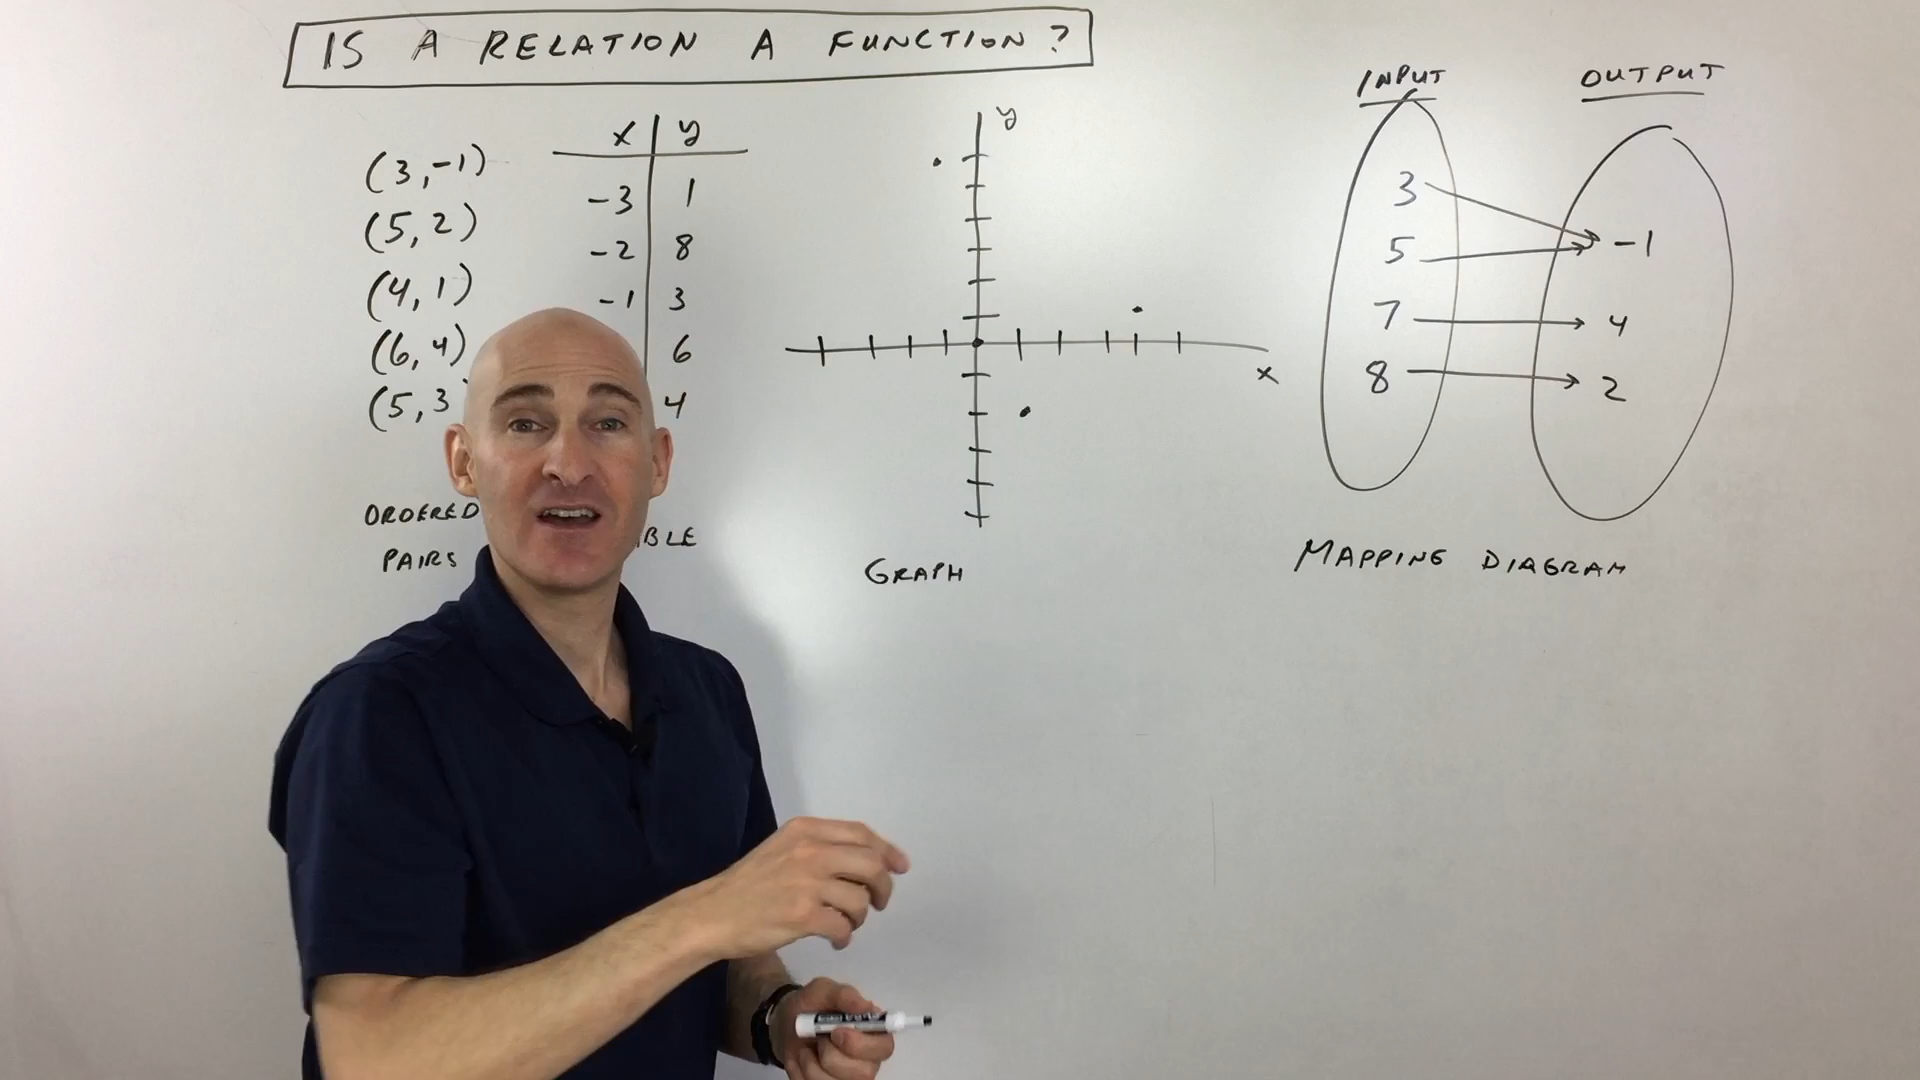 IS A RELATION A FUNCTION?
(3,-1)
(5,2)
(4,1)
(6,4)
(5,3
ORDERED
PAIRS
x y
-3 1
-2 8
-1 3
6
4
BLE
y
x
GRAPH
INPUT OUTPUT
3
5
7
8
-1
4
2
MAPPING DIAGRAM